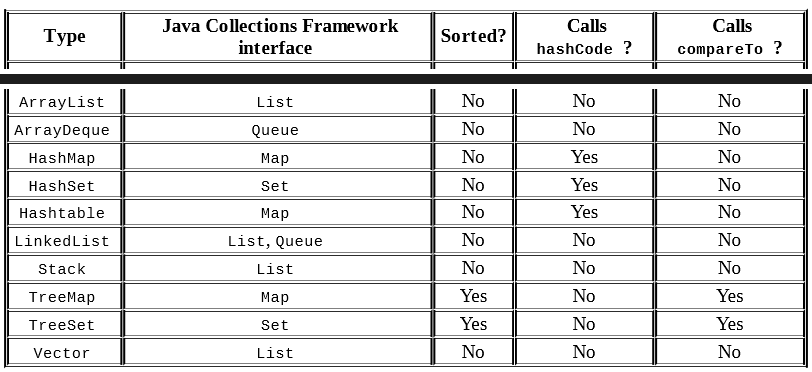 Type Java Collections Framework interface Sorted? Calls hashCode ? Calls compareTo ?
ArrayList List No No No
ArrayDeque Queue No No No
HashMap Map No Yes No
HashSet Set No Yes No
Hashtable Map No Yes No
LinkedList List, Queue No No No
Stack List No No No
TreeMap Map Yes No Yes
TreeSet Set Yes No Yes
Vector List No No No